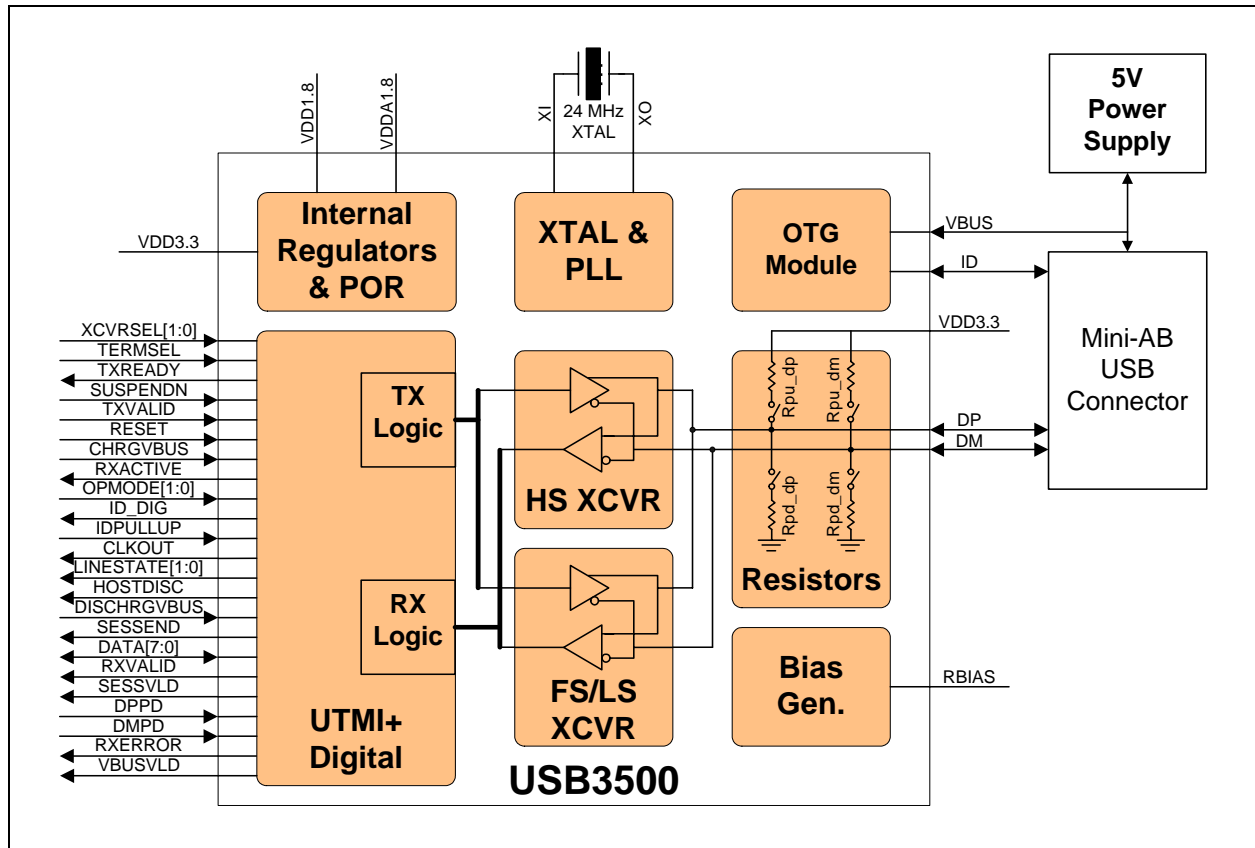 VDD1.8
VDDA1.8
XI
24 MHz
XTAL
XO
5V
Power
Supply
Internal
Regulators
& POR
XTAL &
PLL
OTG
Module
VBUS
ID
VDD3.3
VDD3.3
Mini-AB
USB
Connector
XCVRSEL[1:0]
TERMSEL
TXREADY
SUSPENDN
TXVALID
RESET
CHRGVBUS
RXACTIVE
OPMODE[1:0]
ID_DIG
IDPULLUP
CLKOUT
LINESTATE[1:0]
HOSTDISC
DISCHRGVBUS
SESSEND
DATA[7:0]
RXVALID
SESSVLD
DPPD
DMPD
RXERROR
VBUSVLD
TX
Logic
RX
Logic
UTMI+
Digital
HS XCVR
FS/LS
XCVR
Rpu_dp
Rpu_dm
Rpd_dp
Rpd_dm
Resistors
DP
DM
Bias
Gen.
RBIAS
USB3500